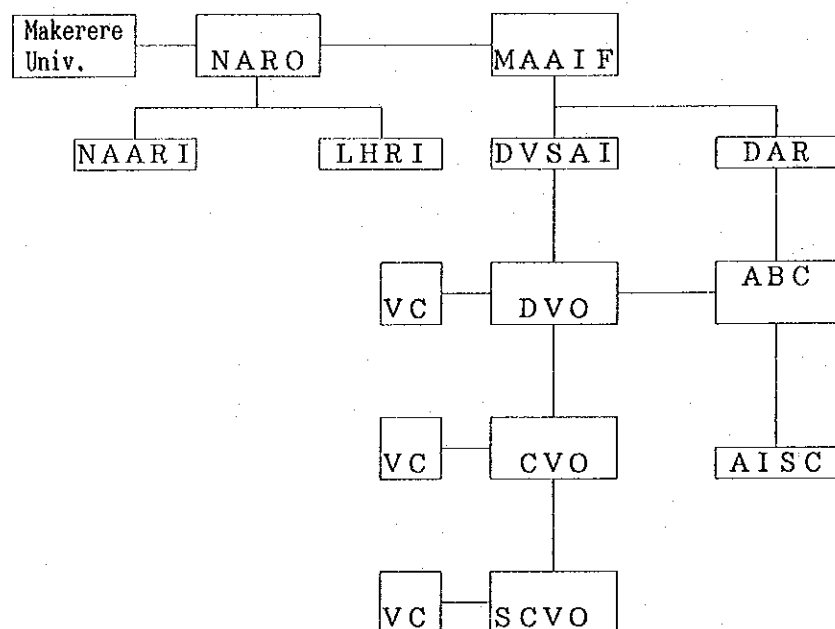 Makerere
Univ.
NARO
MAAIF
NAARI
LHRI
DVSAI
DAR
VC
DVO
ABC
VC
CVO
AISC
VC
SCVO